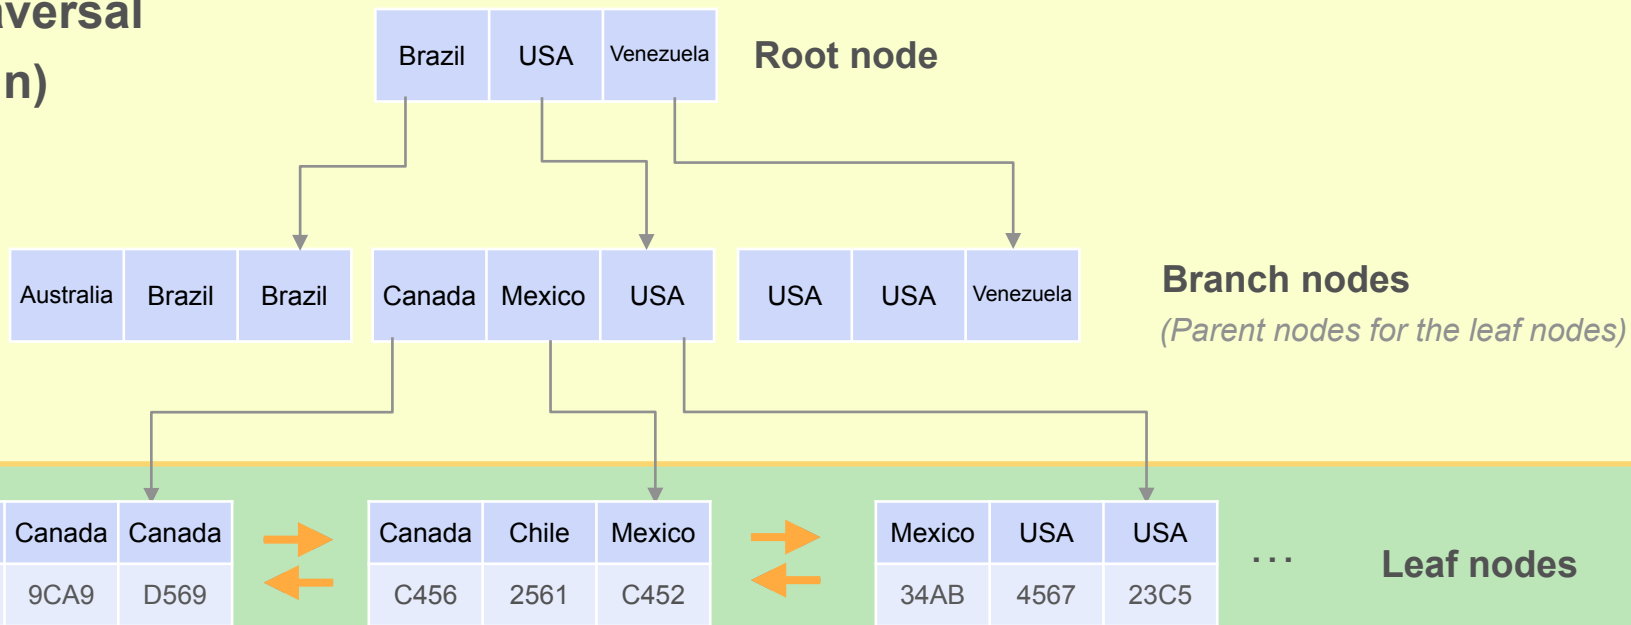 aversal
n)
Brazil USA Venezuela
Root node
Australia Brazil Brazil Canada Mexico USA USA USA Venezuela
Branch nodes
(Parent nodes for the leaf nodes)
Canada Canada Canada Chile Mexico Mexico USA USA
9CA9 D569 C456 2561 C452 34AB 4567 23C5
... Leaf nodes